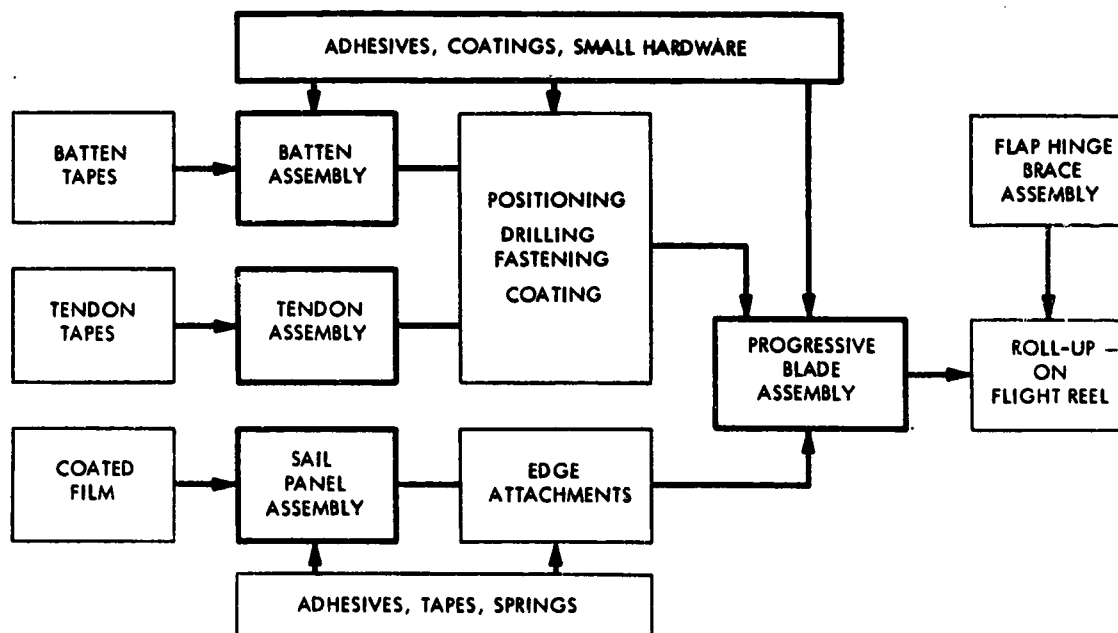 ADHESIVES, COATINGS, SMALL HARDWARE
BATTEN
TAPES
BATTEN
ASSEMBLY
POSITIONING
DRILLING
FASTENING
COATING
FLAP HINGE
BRACE
ASSEMBLY
TENDON
TAPES
TENDON
ASSEMBLY
PROGRESSIVE
BLADE
ASSEMBLY
ROLL-UP –
ON
FLIGHT REEL
COATED
FILM
SAIL
PANEL
ASSEMBLY
EDGE
ATTACHMENTS
ADHESIVES, TAPES, SPRINGS